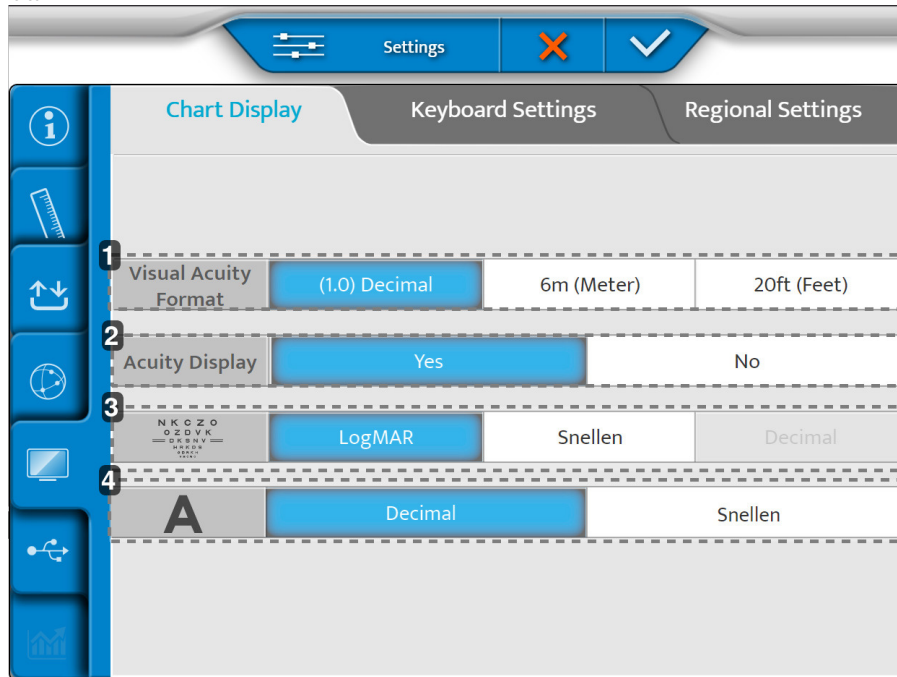 Settings
Chart Display
Keyboard Settings
Regional Settings
1
Visual Acuity
Format
(1.0) Decimal
6m (Meter)
20ft (Feet)
2
Acuity Display
Yes
No
3
N K C Z O
O Z D V K
D K S N V
LogMAR
Snellen
Decimal
4
A
Decimal
Snellen